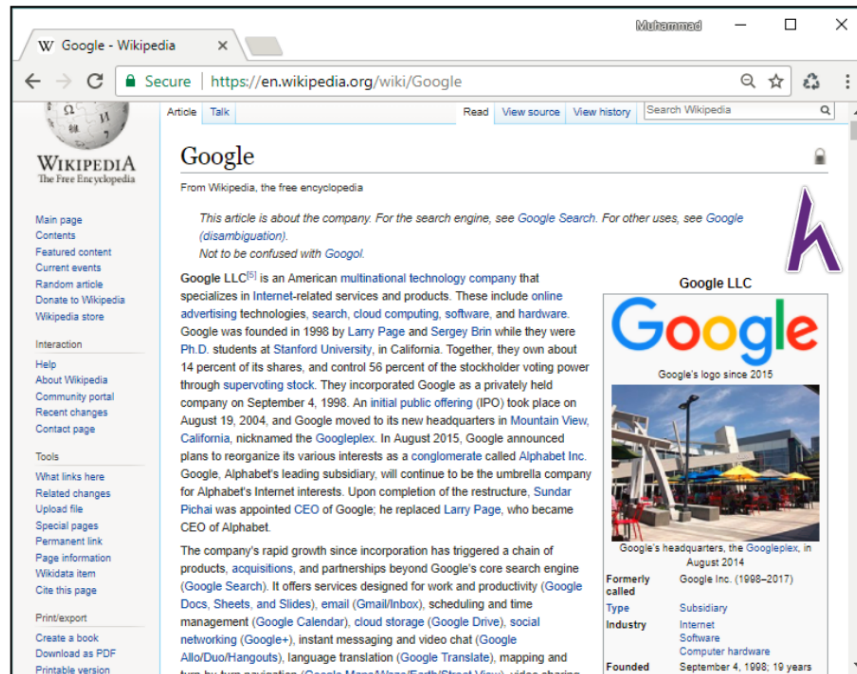 Muhammad
W Google - Wikipedia
Secure | https://en.wikipedia.org/wiki/Google
WIKIPEDIA
The Free Encyclopedia
Main page
Contents
Featured content
Current events
Random article
Donate to Wikipedia
Wikipedia store
Interaction
Help
About Wikipedia
Community portal
Recent changes
Contact page
Tools
What links here
Related changes
Upload file
Special pages
Permanent link
Page information
Wikidata item
Cite this page
Print/export
Create a book
Download as PDF
Printable version
Article Talk Read View source View history Search Wikipedia
Google
From Wikipedia, the free encyclopedia
This article is about the company. For the search engine, see Google Search. For other uses, see Google
(disambiguation).
Not to be confused with Googol.
Google LLC[5] is an American multinational technology company that
specializes in Internet-related services and products. These include online
advertising technologies, search, cloud computing, software, and hardware.
Google was founded in 1998 by Larry Page and Sergey Brin while they were
Ph.D. students at Stanford University, in California. Together, they own about
14 percent of its shares, and control 56 percent of the stockholder voting power
through supervoting stock. They incorporated Google as a privately held
company on September 4, 1998. An initial public offering (IPO) took place on
August 19, 2004, and Google moved to its new headquarters in Mountain View,
California, nicknamed the Googleplex. In August 2015, Google announced
plans to reorganize its various interests as a conglomerate called Alphabet Inc.
Google, Alphabet's leading subsidiary, will continue to be the umbrella company
for Alphabet's Internet interests. Upon completion of the restructure, Sundar
Pichai was appointed CEO of Google; he replaced Larry Page, who became
CEO of Alphabet.
The company's rapid growth since incorporation has triggered a chain of
products, acquisitions, and partnerships beyond Google's core search engine
(Google Search). It offers services designed for work and productivity (Google
Docs, Sheets, and Slides), email (Gmail/Inbox), scheduling and time
management (Google Calendar), cloud storage (Google Drive), social
networking (Google+), instant messaging and video chat (Google
Allo/Duo/Hangouts), language translation (Google Translate), mapping and
turn-by-turn navigation (Google Maps/Waze/Earth/Street View), video sharing
h
Google LLC
Google
Google's logo since 2015
Google's headquarters, the Googleplex, in
August 2014
Formerly called Google Inc. (1998–2017)
Type Subsidiary
Industry Internet
Software
Computer hardware
Founded September 4, 1998; 19 years